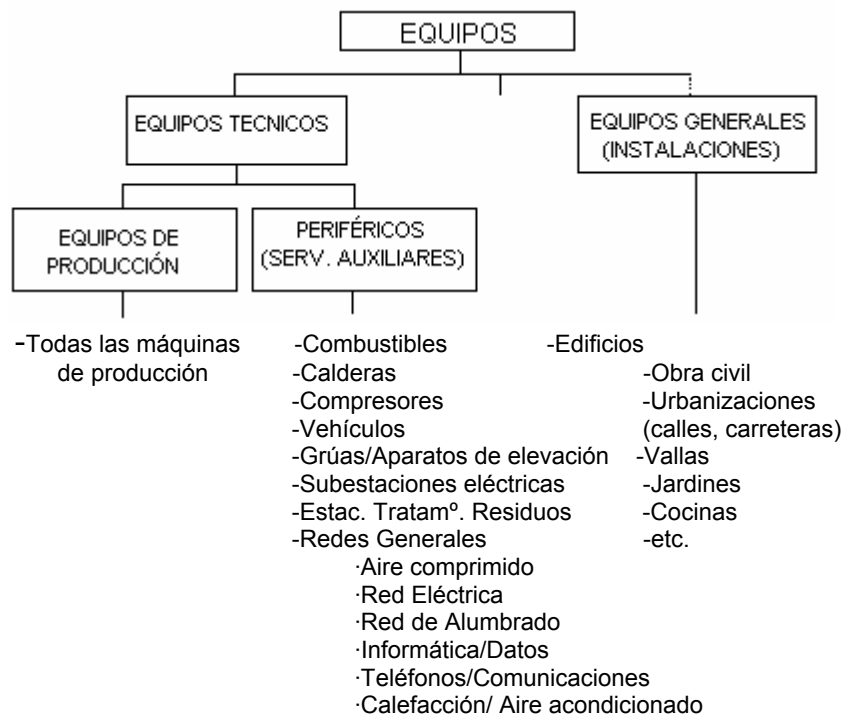 EQUIPOS
EQUIPOS TECNICOS
EQUIPOS GENERALES
(INSTALACIONES)
EQUIPOS DE
PRODUCCIÓN
PERIFÉRICOS
(SERV. AUXILIARES)
-Todas las máquinas
de producción
-Combustibles
-Calderas
-Compresores
-Vehículos
-Grúas/Aparatos de elevación
-Subestaciones eléctricas
-Estac. Tratamº. Residuos
-Redes Generales
·Aire comprimido
·Red Eléctrica
·Red de Alumbrado
·Informática/Datos
·Teléfonos/Comunicaciones
·Calefacción/ Aire acondicionado
-Edificios
-Obra civil
-Urbanizaciones
(calles, carreteras)
-Vallas
-Jardines
-Cocinas
-etc.